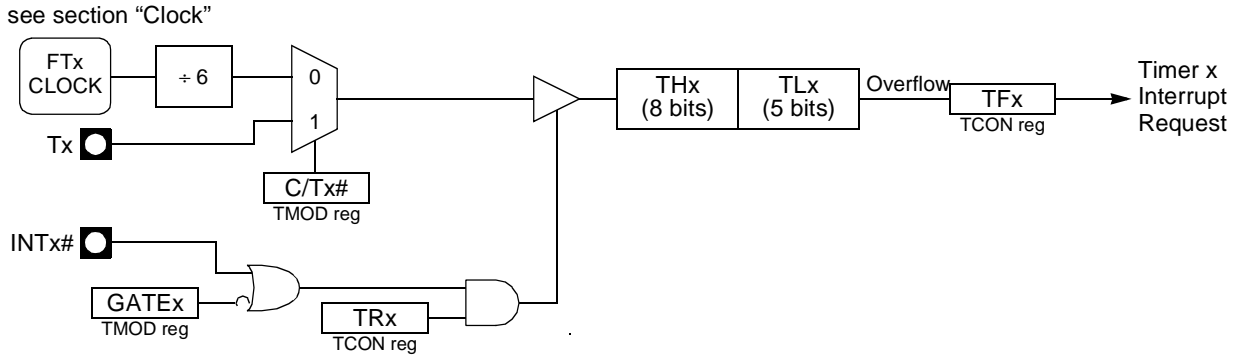 see section “Clock”
FTx
CLOCK
÷ 6
0
1
Tx
C/Tx#
TMOD reg
THx
(8 bits)
TLx
(5 bits)
Overflow
TFx
TCON reg
Timer x
Interrupt
Request
INTx#
GATEx
TMOD reg
TRx
TCON reg